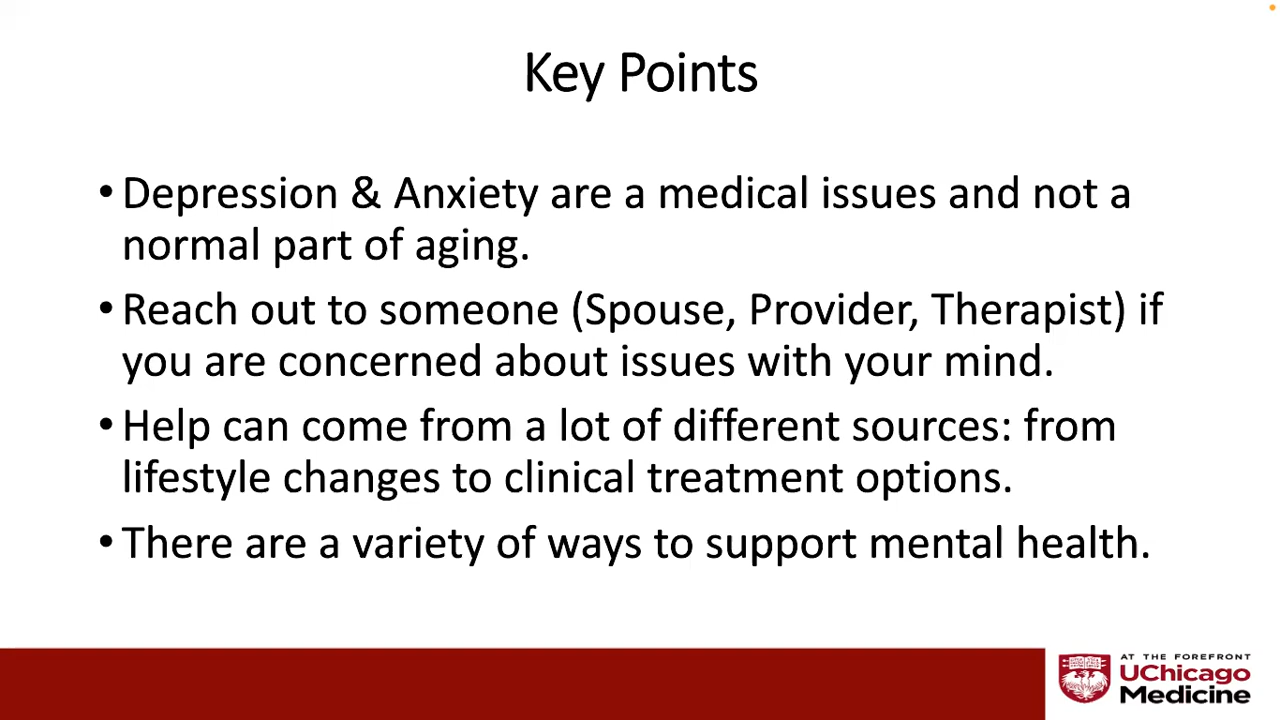 Key Points
• Depression & Anxiety are a medical issues and not a
normal part of aging.
• Reach out to someone (Spouse, Provider, Therapist) if
you are concerned about issues with your mind.
• Help can come from a lot of different sources: from
lifestyle changes to clinical treatment options.
• There are a variety of ways to support mental health.
AT THE FOREFRONT
UChicago
Medicine